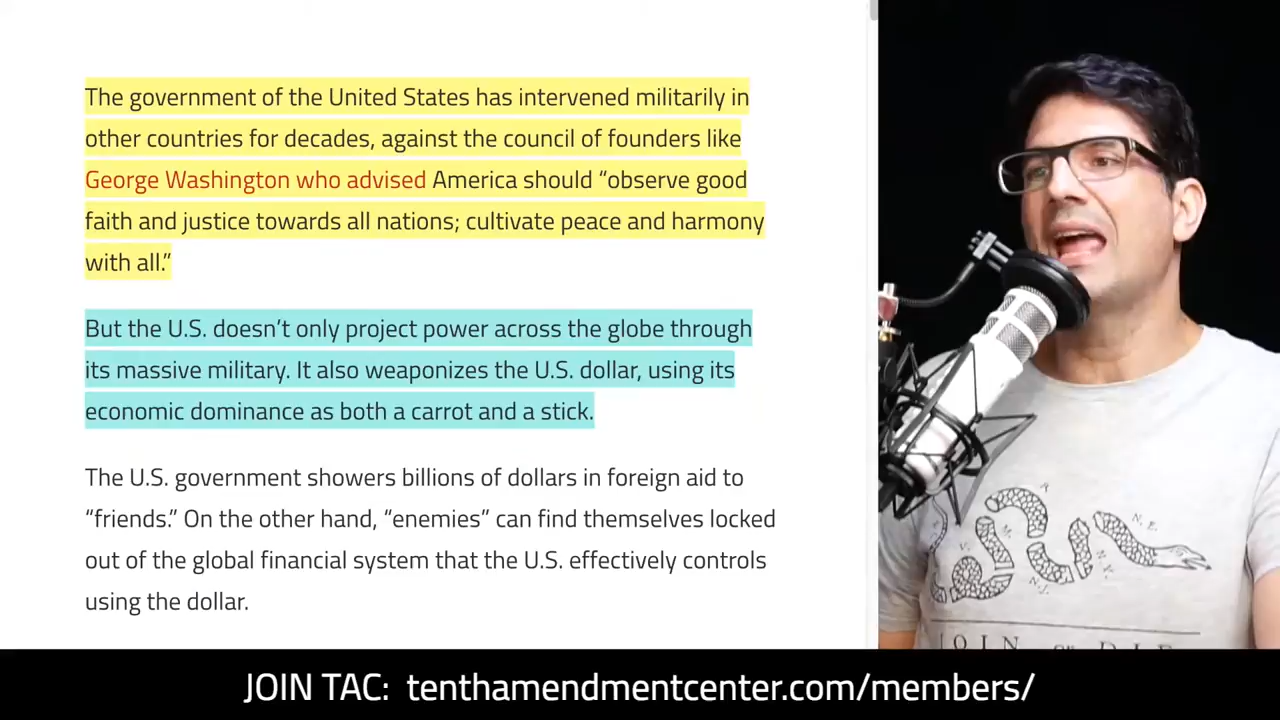 The government of the United States has intervened militarily in
other countries for decades, against the council of founders like
George Washington who advised America should “observe good
faith and justice towards all nations; cultivate peace and harmony
with all.”
But the U.S. doesn’t only project power across the globe through
its massive military. It also weaponizes the U.S. dollar, using its
economic dominance as both a carrot and a stick.
The U.S. government showers billions of dollars in foreign aid to
“friends.” On the other hand, “enemies” can find themselves locked
out of the global financial system that the U.S. effectively controls
using the dollar.
R
N. E.
V.
M.
N.Y.
N.J.
JOIN or DIE
JOIN TAC: tenthamendmentcenter.com/members/